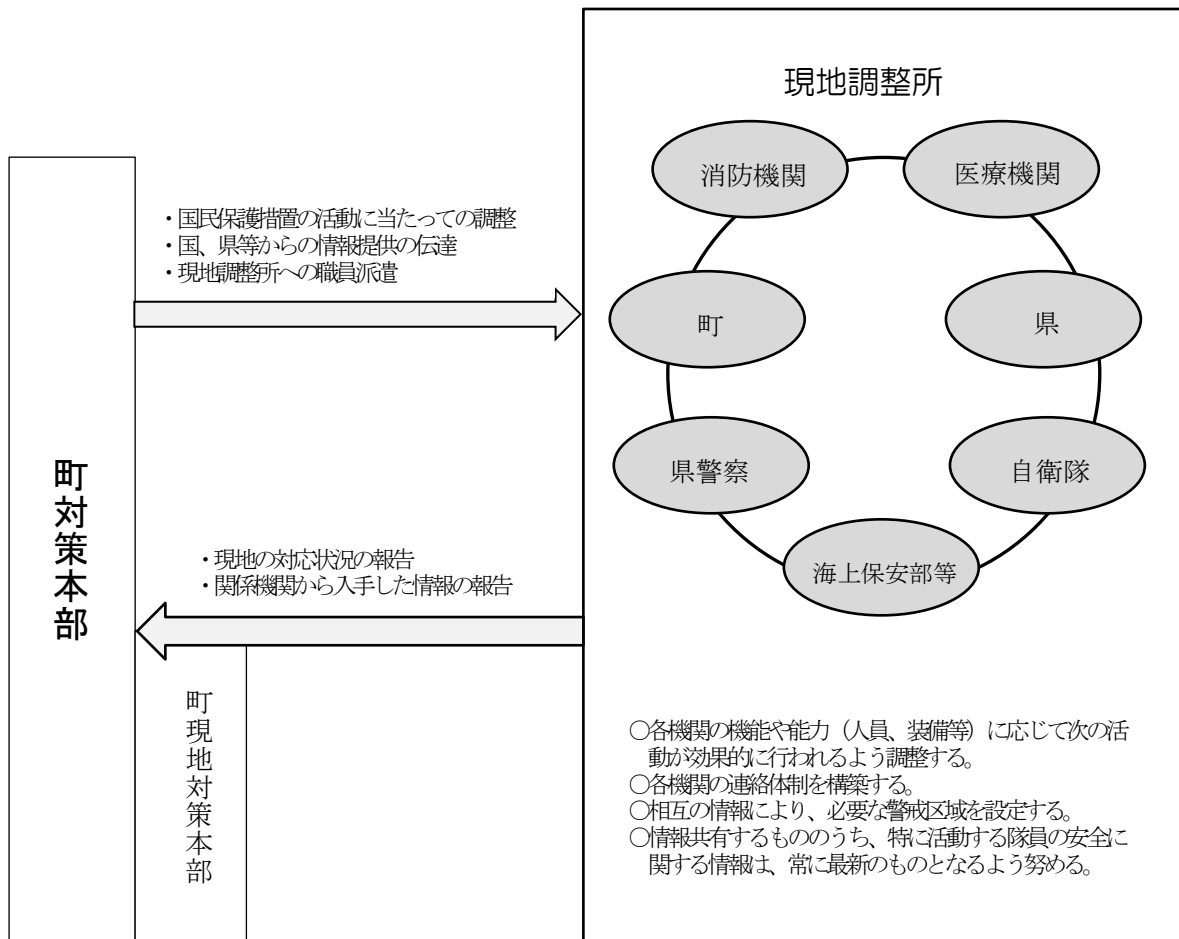 現地調整所
消防機関
医療機関
・国民保護措置の活動に当たっての調整
・国、県等からの情報提供の伝達
・現地調整所への職員派遣
町
県
町対策本部
県警察
自衛隊
・現地の対応状況の報告
・関係機関から入手した情報の報告
海上保安部等
町現地対策本部
○各機関の機能や能力（人員、装備等）に応じて次の活
動が効果的に行われるよう調整する。
○各機関の連絡体制を構築する。
○相互の情報により、必要な警戒区域を設定する。
○情報共有するもののうち、特に活動する隊員の安全に
関する情報は、常に最新のものとなるよう努める。